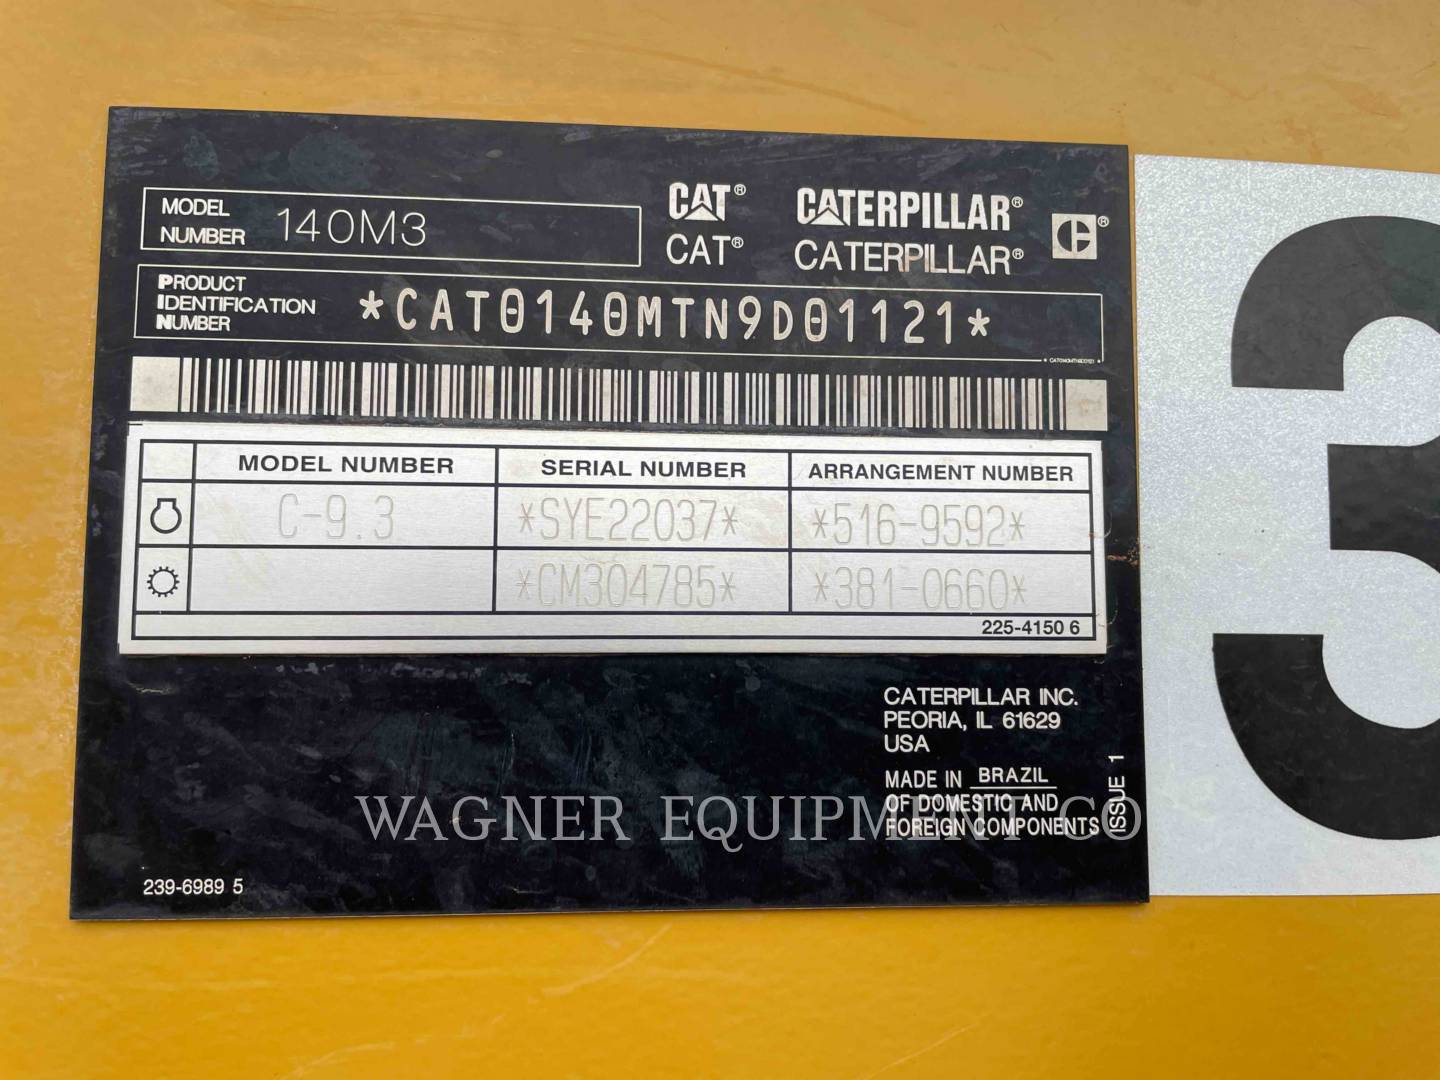 MODEL NUMBER 140M3
CAT® CATERPILLAR® C®
CAT® CATERPILLAR®
PRODUCT IDENTIFICATION NUMBER *CAT0140MTN9D01121*
MODEL NUMBER SERIAL NUMBER ARRANGEMENT NUMBER
C-9.3 *SYE22037* *516-9592*
*CM304785* *381-0660*
225-4150 6
CATERPILLAR INC.
PEORIA, IL 61629
USA
MADE IN BRAZIL
OF DOMESTIC AND
FOREIGN COMPONENTS
ISSUE 1
WAGNER EQUIPMENT CO
239-6989 5
3